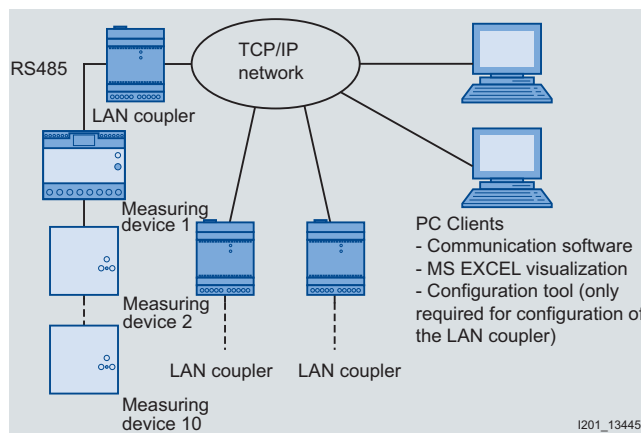 TCP/IP
network
RS485
LAN coupler
Measuring
device 1
Measuring
device 2
Measuring
device 10
LAN coupler
LAN coupler
PC Clients
- Communication software
- MS EXCEL visualization
- Configuration tool (only
required for configuration of
the LAN coupler)
I201_13445